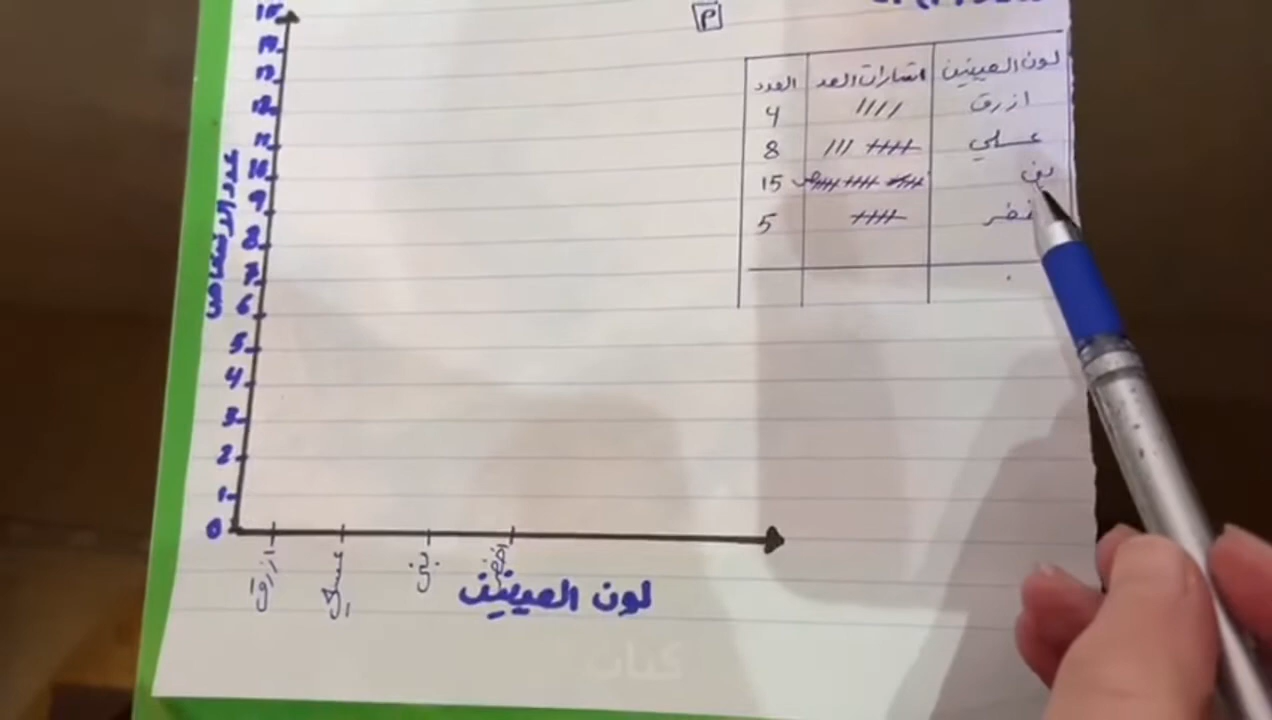 P
لون العينين اشارات العد العدد
ازرق //// 4
عسلي //// /// 8
بني //// //// //// 15
خضر //// 5
عدد الاشخاص
15
14
13
12
11
10
9
8
7
6
5
4
3
2
1
0
ازرق عسلي بني اخضر
لون العينين